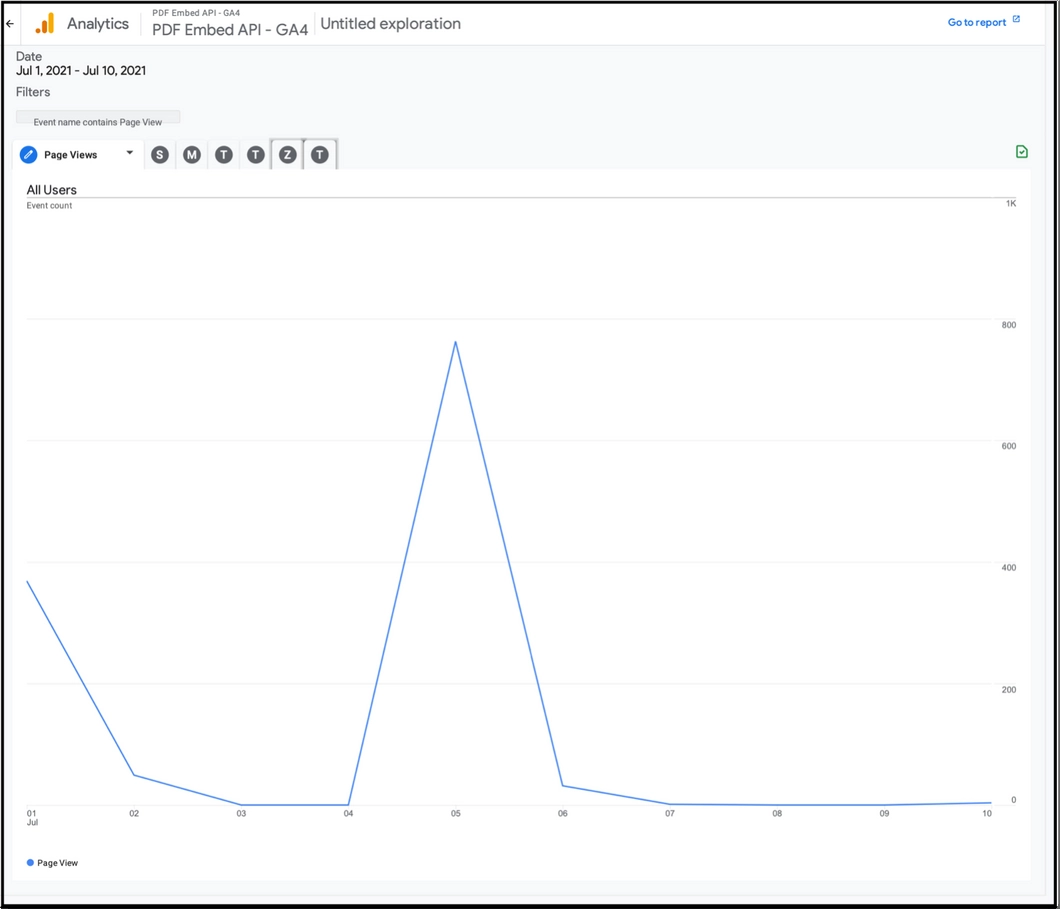 PDF Embed API - GA4
Analytics
PDF Embed API - GA4
Untitled exploration
Go to report
Date
Jul 1, 2021 - Jul 10, 2021
Filters
Event name contains Page View
Page Views
S M T T Z T
All Users
Event count
1K
800
600
400
200
0
01 02 03 04 05 06 07 08 09 10
Jul
Page View